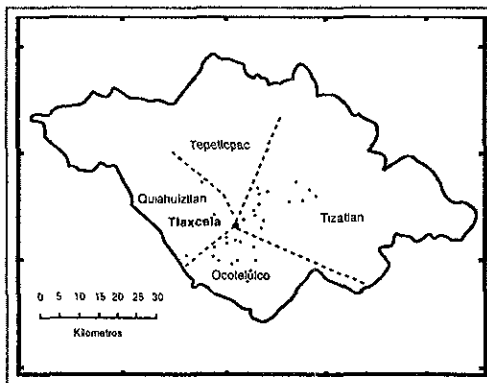 Tepeticpac
Quiahuiztlan
Tizatlan
Tlaxcala
Ocotelulco
0 5 10 15 20 25 30
Kilometros